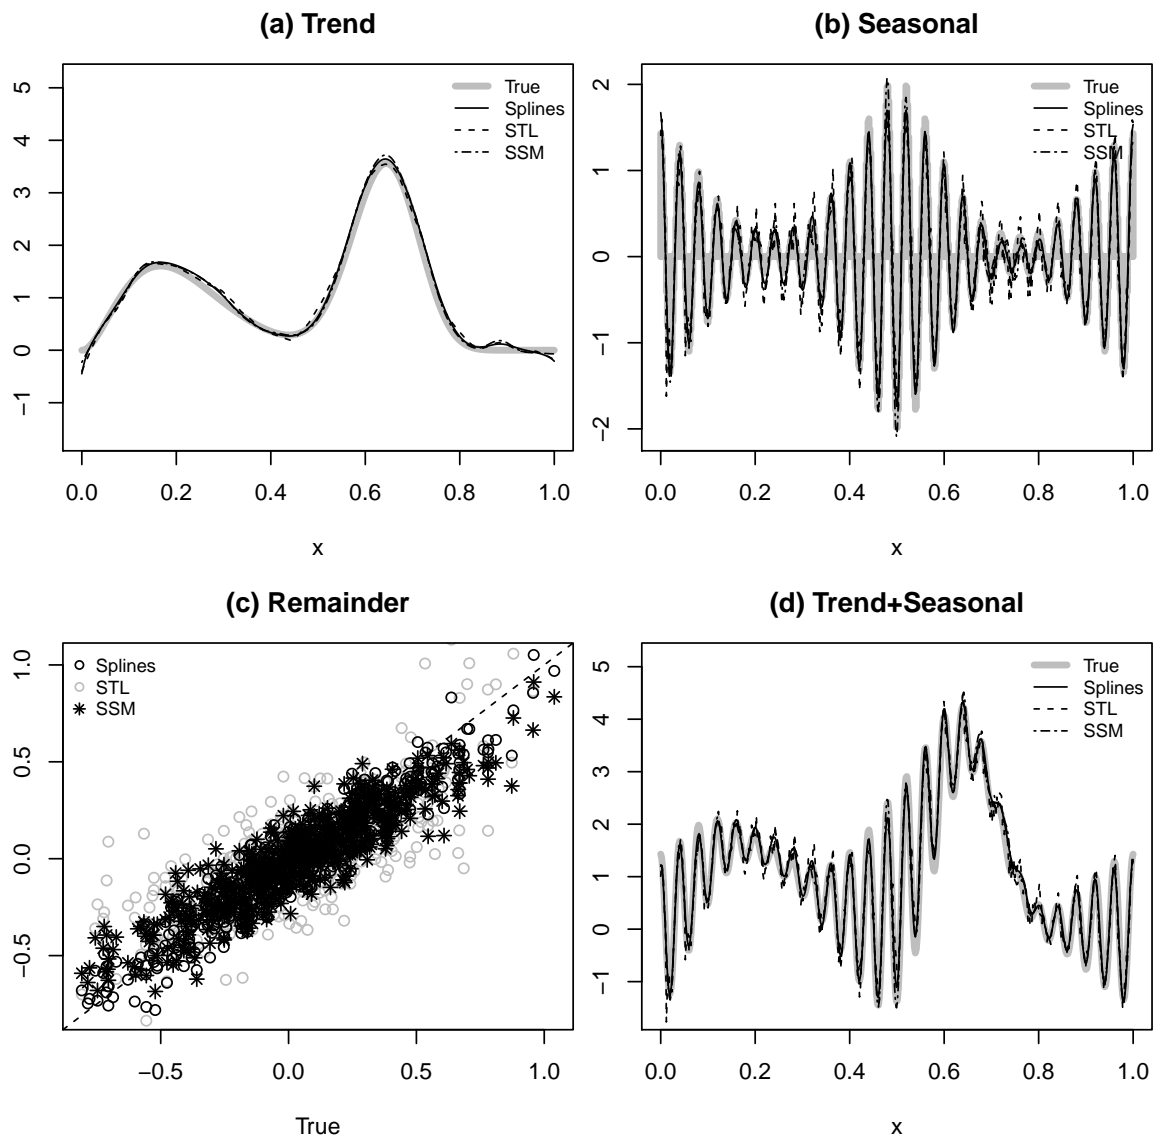 (a) Trend
5
4
3
2
1
0
−1
0.0 0.2 0.4 0.6 0.8 1.0
x
True
Splines
STL
SSM
(b) Seasonal
2
1
0
−1
−2
0.0 0.2 0.4 0.6 0.8 1.0
x
True
Splines
STL
SSM
(c) Remainder
1.0
0.5
0.0
−0.5
−0.5 0.0 0.5 1.0
True
Splines
STL
SSM
(d) Trend+Seasonal
5
4
3
2
1
0
−1
0.0 0.2 0.4 0.6 0.8 1.0
x
True
Splines
STL
SSM